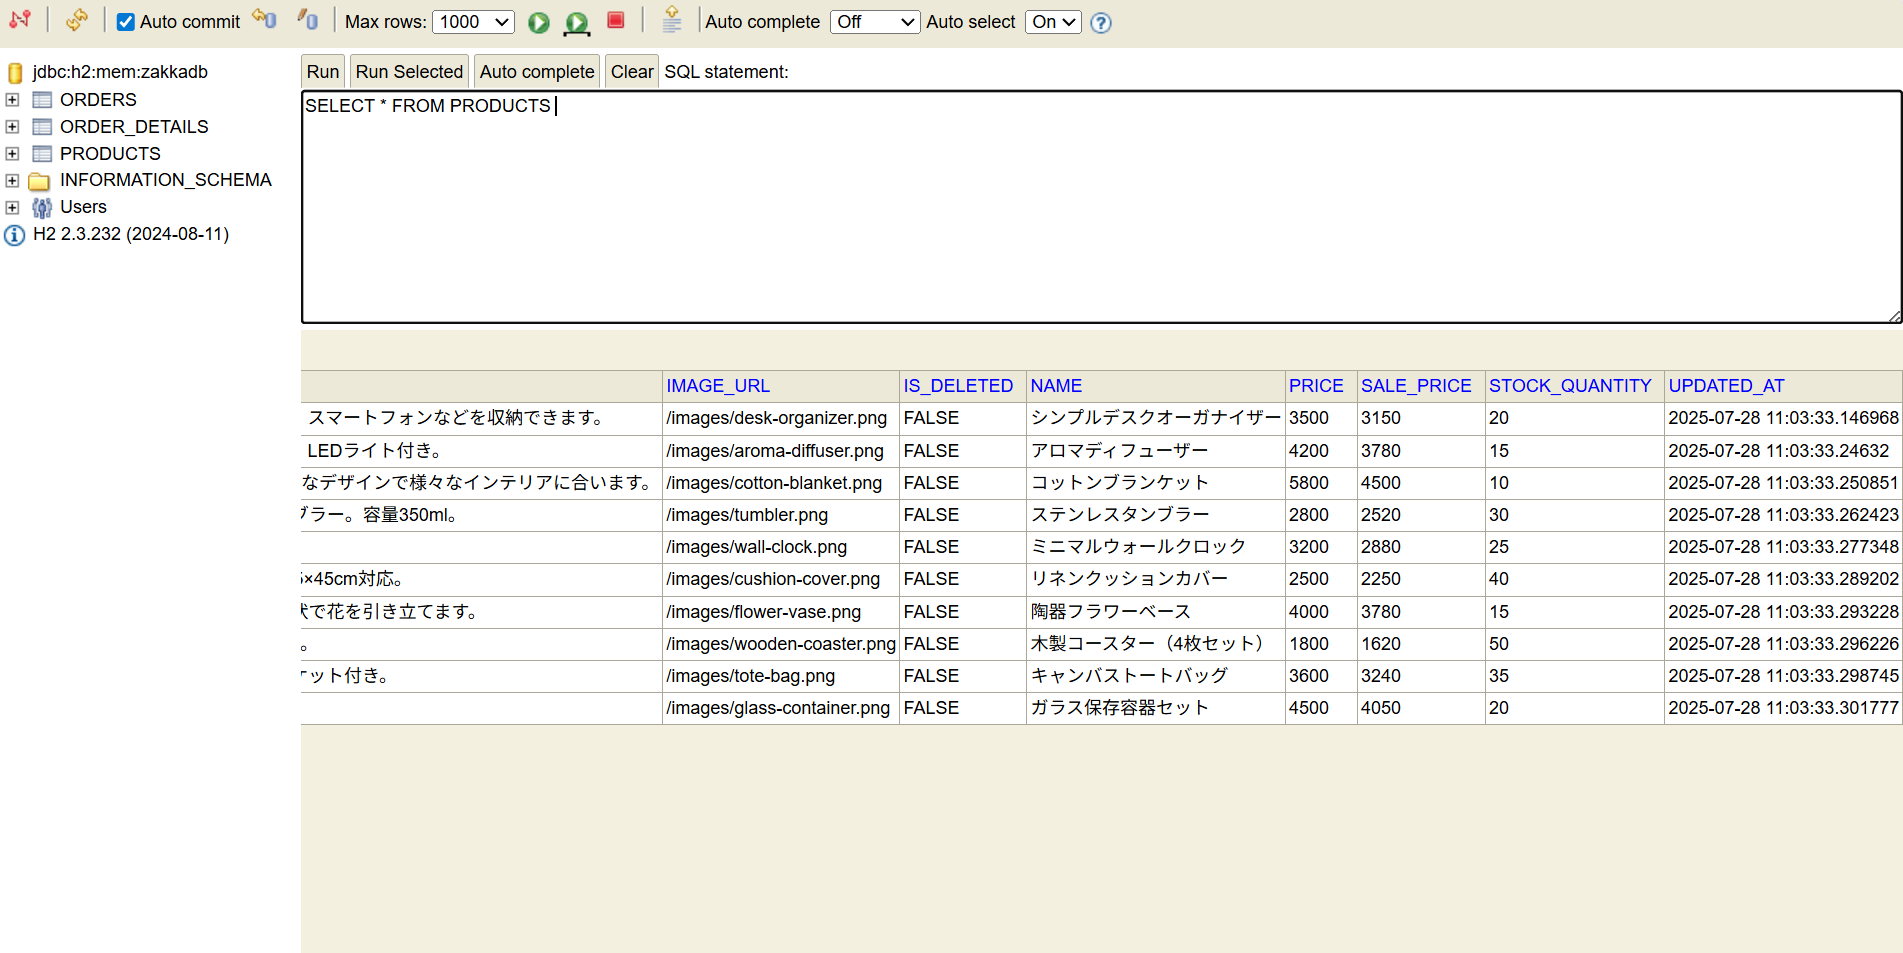 Auto commit Max rows: 1000 Auto complete Off Auto select On ?
jdbc:h2:mem:zakkadb
ORDERS
ORDER_DETAILS
PRODUCTS
INFORMATION_SCHEMA
Users
H2 2.3.232 (2024-08-11)
Run Run Selected Auto complete Clear SQL statement:
SELECT * FROM PRODUCTS
IMAGE_URL IS_DELETED NAME PRICE SALE_PRICE STOCK_QUANTITY UPDATED_AT
スマートフォンなどを収納できます。 /images/desk-organizer.png FALSE シンプルデスクオーガナイザー 3500 3150 20 2025-07-28 11:03:33.146968
LEDライト付き。 /images/aroma-diffuser.png FALSE アロマディフューザー 4200 3780 15 2025-07-28 11:03:33.24632
なデザインで様々なインテリアに合います。 /images/cotton-blanket.png FALSE コットンブランケット 5800 4500 10 2025-07-28 11:03:33.250851
ブラー。容量350ml。 /images/tumbler.png FALSE ステンレスタンブラー 2800 2520 30 2025-07-28 11:03:33.262423
/images/wall-clock.png FALSE ミニマルウォールクロック 3200 2880 25 2025-07-28 11:03:33.277348
×45cm対応。 /images/cushion-cover.png FALSE リネンクッションカバー 2500 2250 40 2025-07-28 11:03:33.289202
で花を引き立てます。 /images/flower-vase.png FALSE 陶器フラワーベース 4000 3780 15 2025-07-28 11:03:33.293228
。 /images/wooden-coaster.png FALSE 木製コースター（4枚セット） 1800 1620 50 2025-07-28 11:03:33.296226
ット付き。 /images/tote-bag.png FALSE キャンバストートバッグ 3600 3240 35 2025-07-28 11:03:33.298745
/images/glass-container.png FALSE ガラス保存容器セット 4500 4050 20 2025-07-28 11:03:33.301777